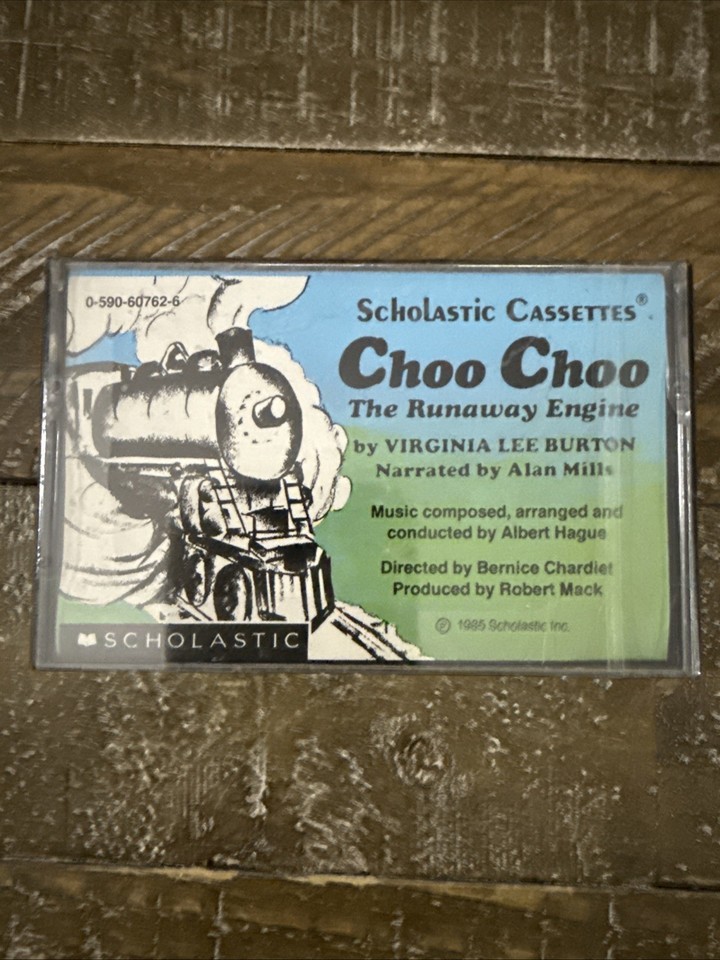 0-590-60762-6
Scholastic Cassettes®
Choo Choo
The Runaway Engine
by VIRGINIA LEE BURTON
Narrated by Alan Mills
Music composed, arranged and
conducted by Albert Hague
Directed by Bernice Chardiet
Produced by Robert Mack
℗ 1985 Scholastic Inc.
SCHOLASTIC